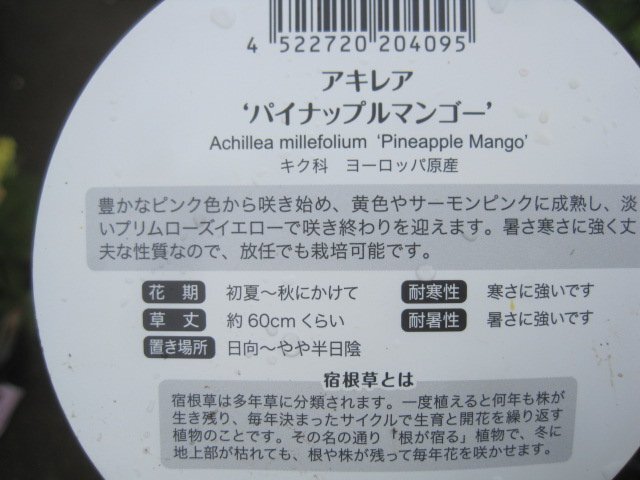 4 522720 204095
アキレア
‘パイナップルマンゴー’
Achillea millefolium ‘Pineapple Mango’
キク科 ヨーロッパ原産
豊かなピンク色から咲き始め、黄色やサーモンピンクに成熟し、淡
いプリムローズイエローで咲き終わりを迎えます。暑さ寒さに強く丈
夫な性質なので、放任でも栽培可能です。
花期 初夏〜秋にかけて 耐寒性 寒さに強いです
草丈 約60cmくらい 耐暑性 暑さに強いです
置き場所 日向〜やや半日陰
宿根草とは
宿根草は多年草に分類されます。一度植えると何年も株が
生き残り、毎年決まったサイクルで生育と開花を繰り返す
植物のことです。その名の通り「根が宿る」植物で、冬に
地上部が枯れても、根や株が残って毎年花を咲かせます。